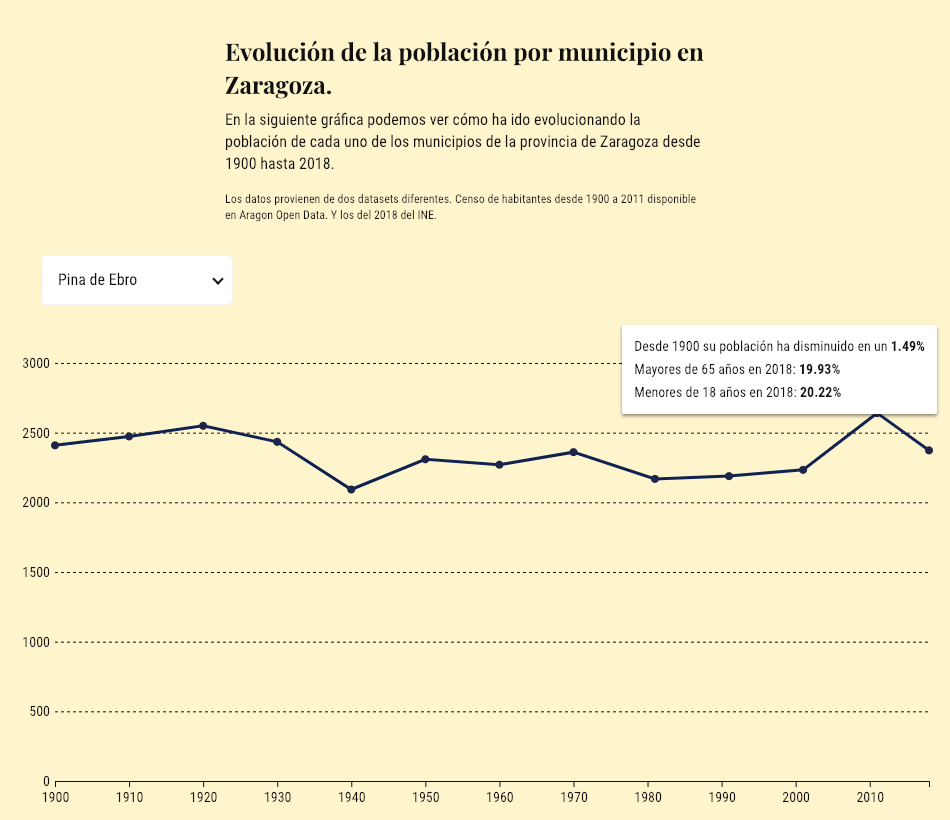 Evolución de la población por municipio en
Zaragoza.
En la siguiente gráfica podemos ver cómo ha ido evolucionando la
población de cada uno de los municipios de la provincia de Zaragoza desde
1900 hasta 2018.
Los datos provienen de dos datasets diferentes. Censo de habitantes desde 1900 a 2011 disponible
en Aragon Open Data. Y los del 2018 del INE.
Pina de Ebro
Desde 1900 su población ha disminuido en un 1.49%
Mayores de 65 años en 2018: 19.93%
Menores de 18 años en 2018: 20.22%
3000
2500
2000
1500
1000
500
0
1900 1910 1920 1930 1940 1950 1960 1970 1980 1990 2000 2010